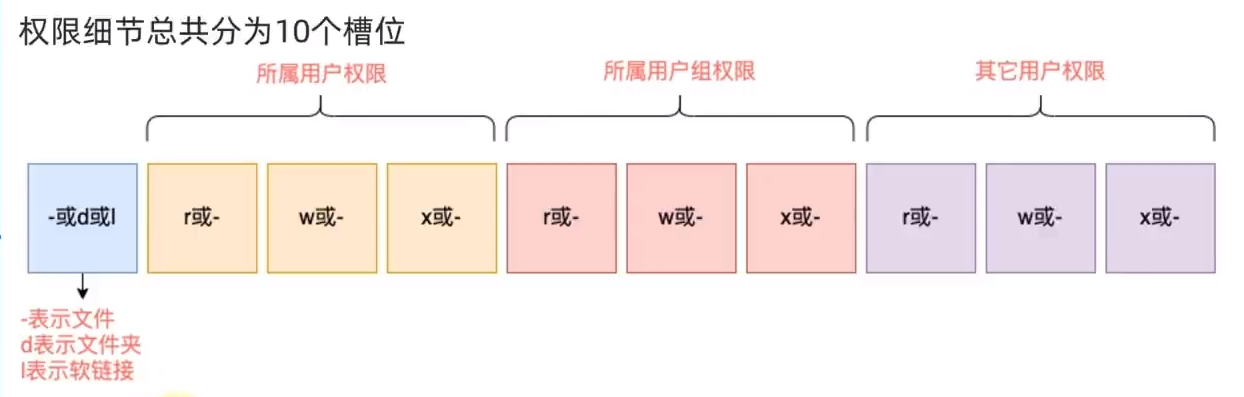 权限细节总共分为10个槽位
所属用户权限 所属用户组权限 其它用户权限
-或d或l r或- w或- x或- r或- w或- x或- r或- w或- x或-
-表示文件
d表示文件夹
l表示软链接